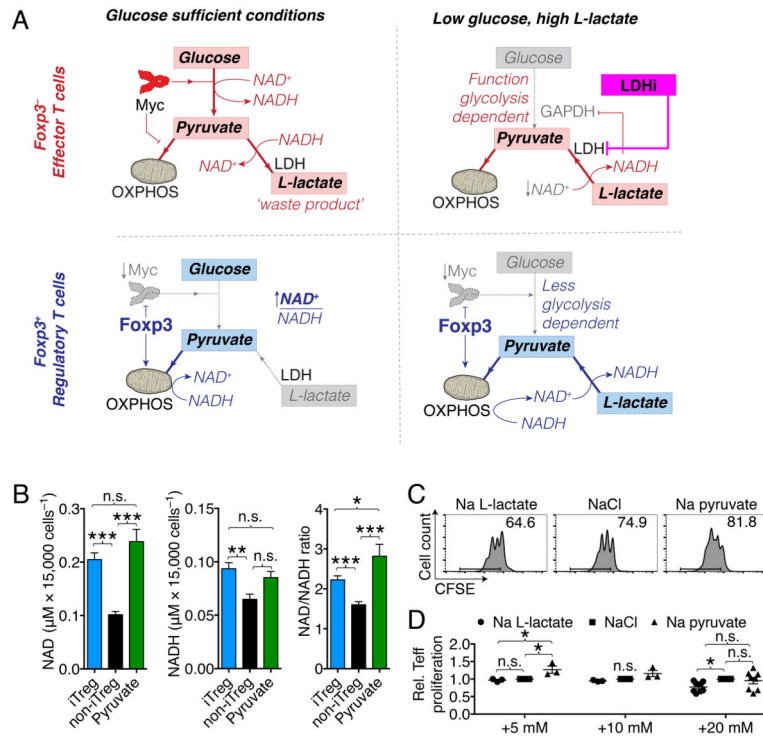 A
Glucose sufficient conditions
Low glucose, high L-lactate
Foxp3⁻
Effector T cells
Glucose
Myc
NAD⁺
NADH
Pyruvate
NADH
NAD⁺
LDH
OXPHOS
L-lactate
'waste product'
Glucose
Function
glycolysis
dependent
LDHi
GAPDH
Pyruvate
LDH
NADH
OXPHOS
↓NAD⁺
L-lactate
Foxp3⁺
Regulatory T cells
↓Myc
Glucose
↑NAD⁺
NADH
Foxp3
Pyruvate
LDH
OXPHOS
NAD⁺
NADH
L-lactate
↓Myc
Glucose
Less
glycolysis
dependent
Foxp3
Pyruvate
NADH
OXPHOS
NAD⁺
NADH
L-lactate
B
NAD (µM × 15,000 cells⁻¹)
0.3
0.2
0.1
0.0
n.s.
*** ***
iTreg
non-iTreg
Pyruvate
NADH (µM × 15,000 cells⁻¹)
0.15
0.10
0.05
0.00
n.s.
** n.s.
iTreg
non-iTreg
Pyruvate
NAD/NADH ratio
4
3
2
1
0
*
*** ***
iTreg
non-iTreg
Pyruvate
C
Na L-lactate
NaCl
Na pyruvate
64.6
74.9
81.8
Cell count
CFSE
D
Na L-lactate
NaCl
Na pyruvate
Rel. Teff
proliferation
2.0
1.5
1.0
0.5
0.0
*
n.s. *
n.s.
n.s.
* n.s.
+5 mM
+10 mM
+20 mM